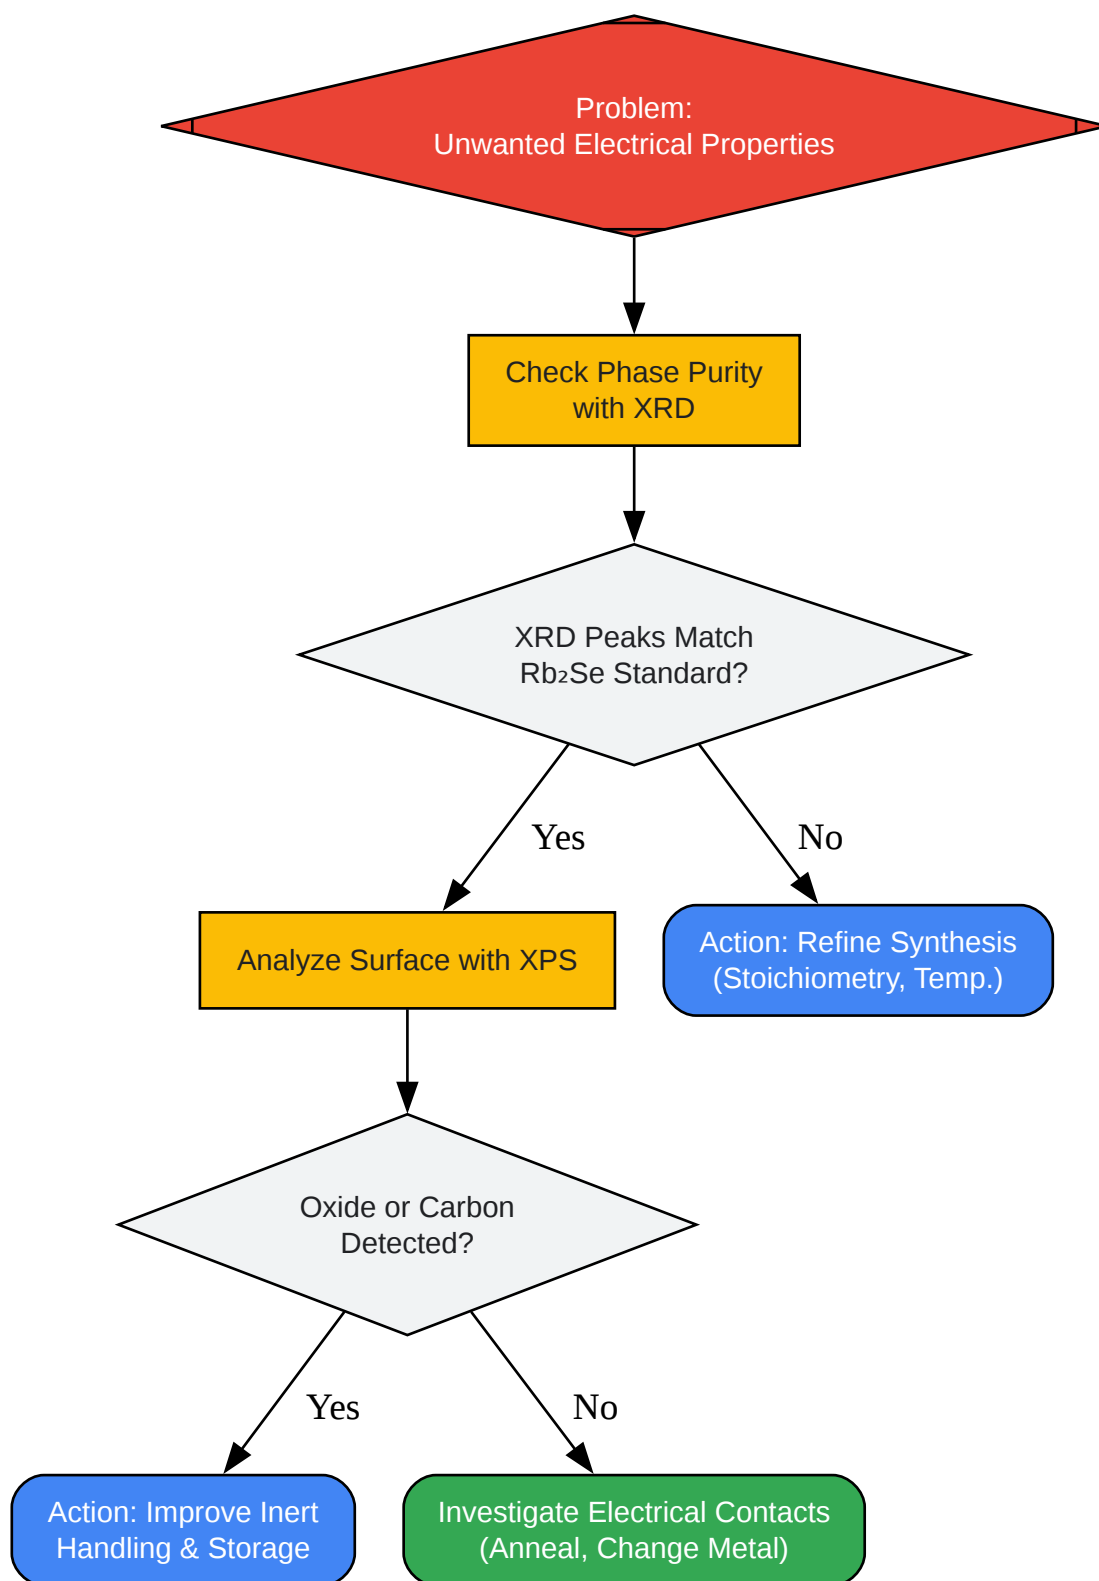 Problem:
Unwanted Electrical Properties
Check Phase Purity
with XRD
XRD Peaks Match
Rb₂Se Standard?
Yes
No
Analyze Surface with XPS
Action: Refine Synthesis
(Stoichiometry, Temp.)
Oxide or Carbon
Detected?
Yes
No
Action: Improve Inert
Handling & Storage
Investigate Electrical Contacts
(Anneal, Change Metal)